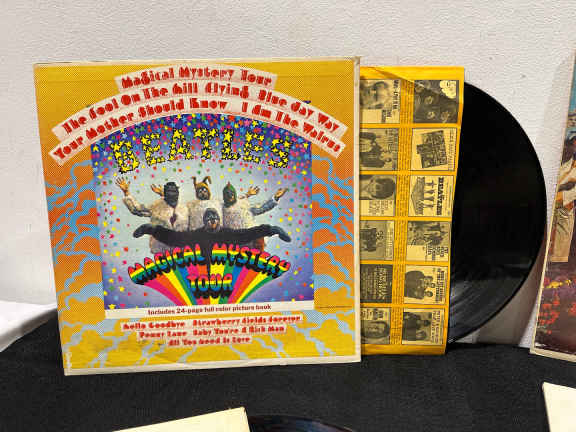 Magical Mystery Tour
The Fool On The Hill Flying Blue Jay Way
Your Mother Should Know I Am The Walrus
BEATLES
MAGICAL MYSTERY
TOUR
Includes 24-page full color picture book
Hello Goodbye Strawberry Fields Forever
Penny Lane Baby You're A Rich Man
All You Need Is Love
BEATLES